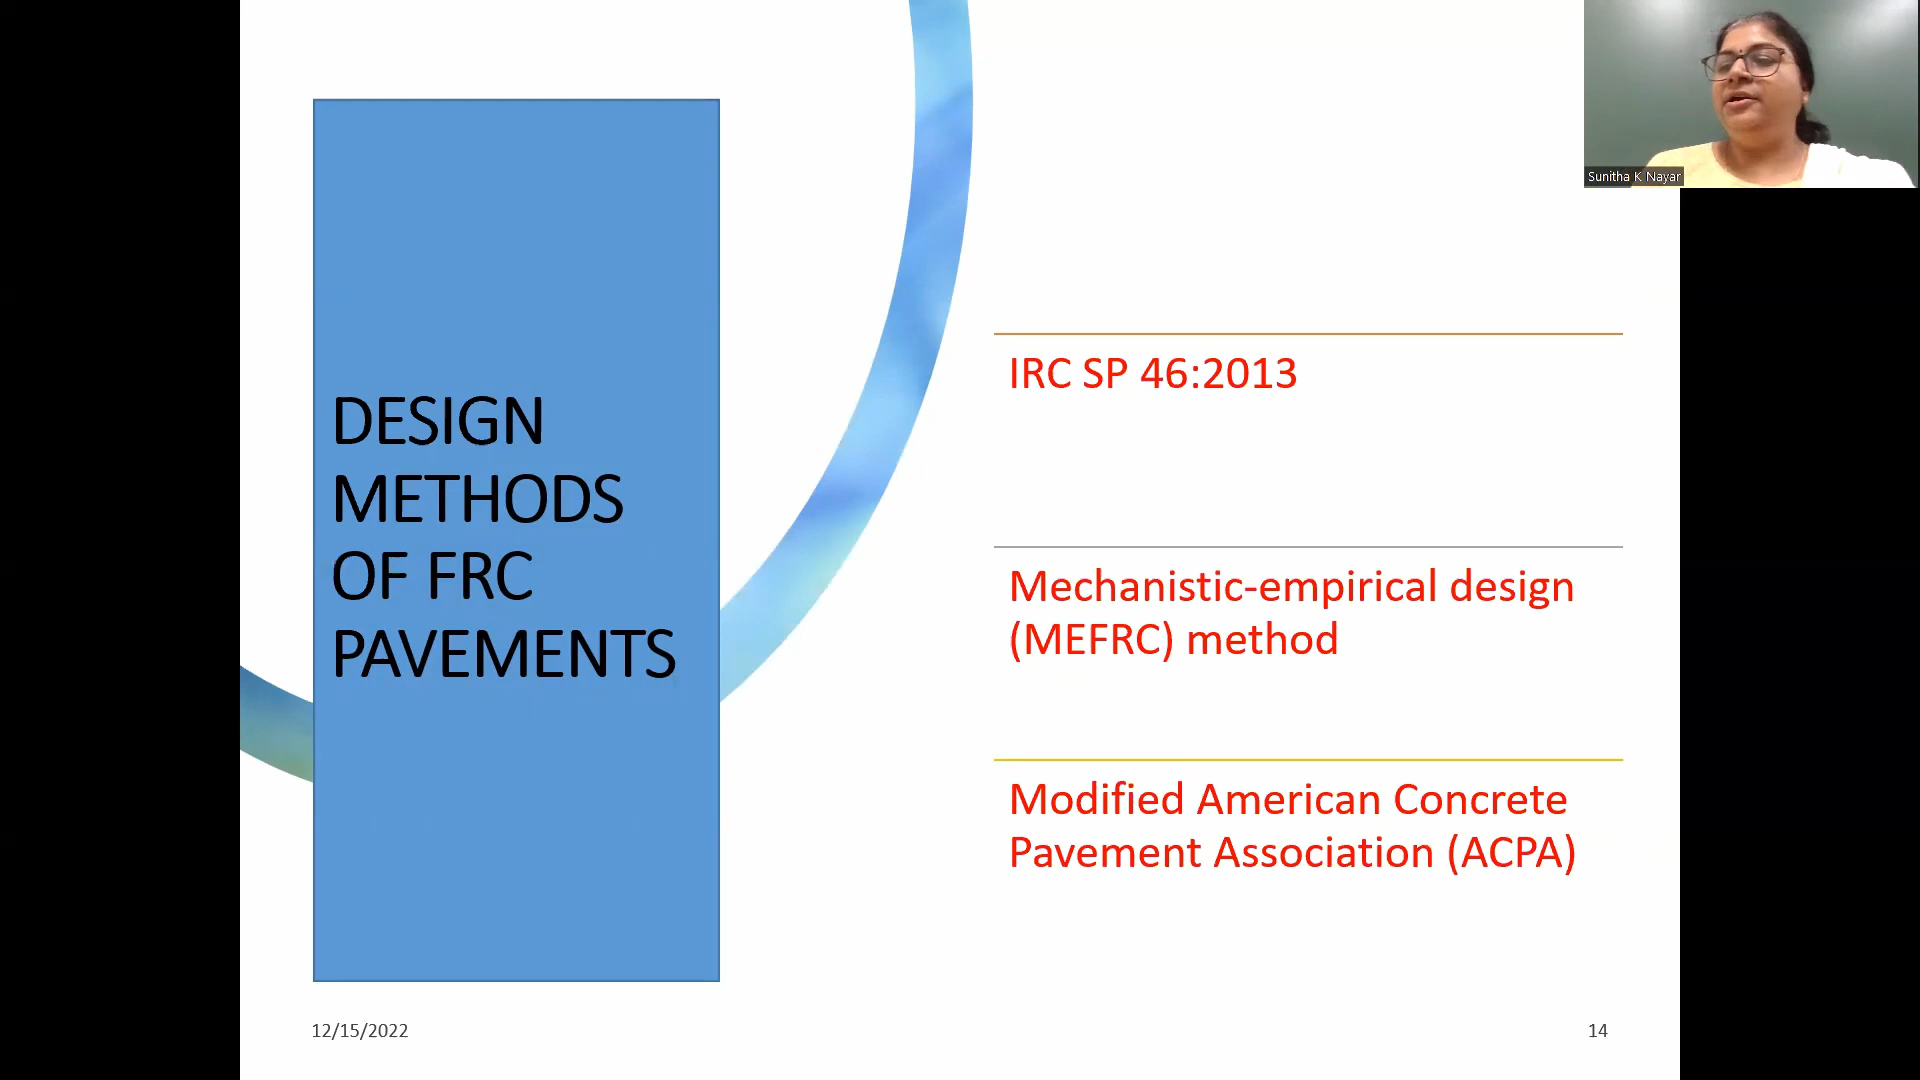 DESIGN
METHODS
OF FRC
PAVEMENTS
IRC SP 46:2013
Mechanistic-empirical design
(MEFRC) method
Modified American Concrete
Pavement Association (ACPA)
Sunitha K Nayar
12/15/2022
14